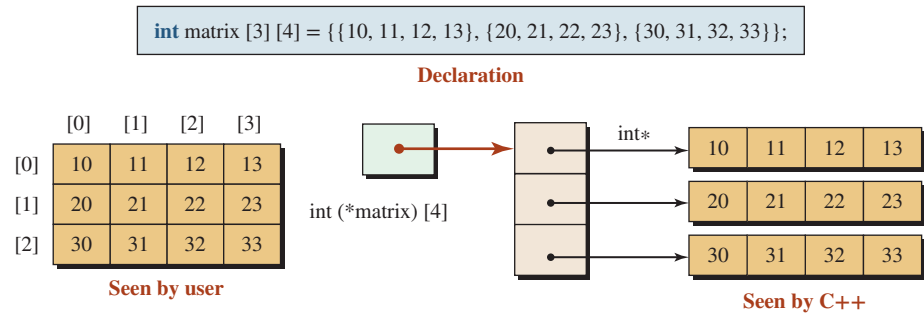 int matrix [3] [4] = {{10, 11, 12, 13}, {20, 21, 22, 23}, {30, 31, 32, 33}};
Declaration
[0] [1] [2] [3]
[0] 10 11 12 13
[1] 20 21 22 23
[2] 30 31 32 33
Seen by user
int (*matrix) [4]
int*
10 11 12 13
20 21 22 23
30 31 32 33
Seen by C++